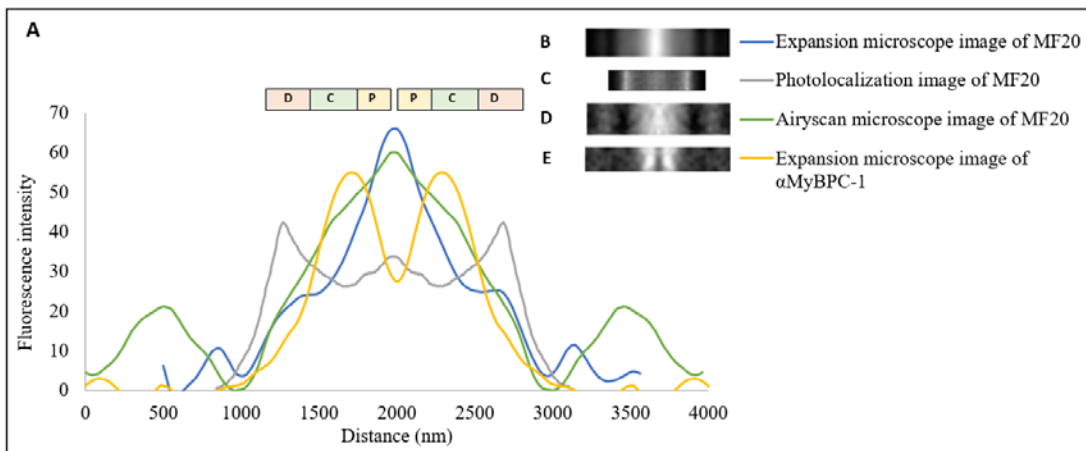 A
B
Expansion microscope image of MF20
C
Photolocalization image of MF20
D
Airyscan microscope image of MF20
E
Expansion microscope image of
αMyBPC-1
D C P P C D
70
60
50
40
30
20
10
0
Fluorescence intensity
0 500 1000 1500 2000 2500 3000 3500 4000
Distance (nm)